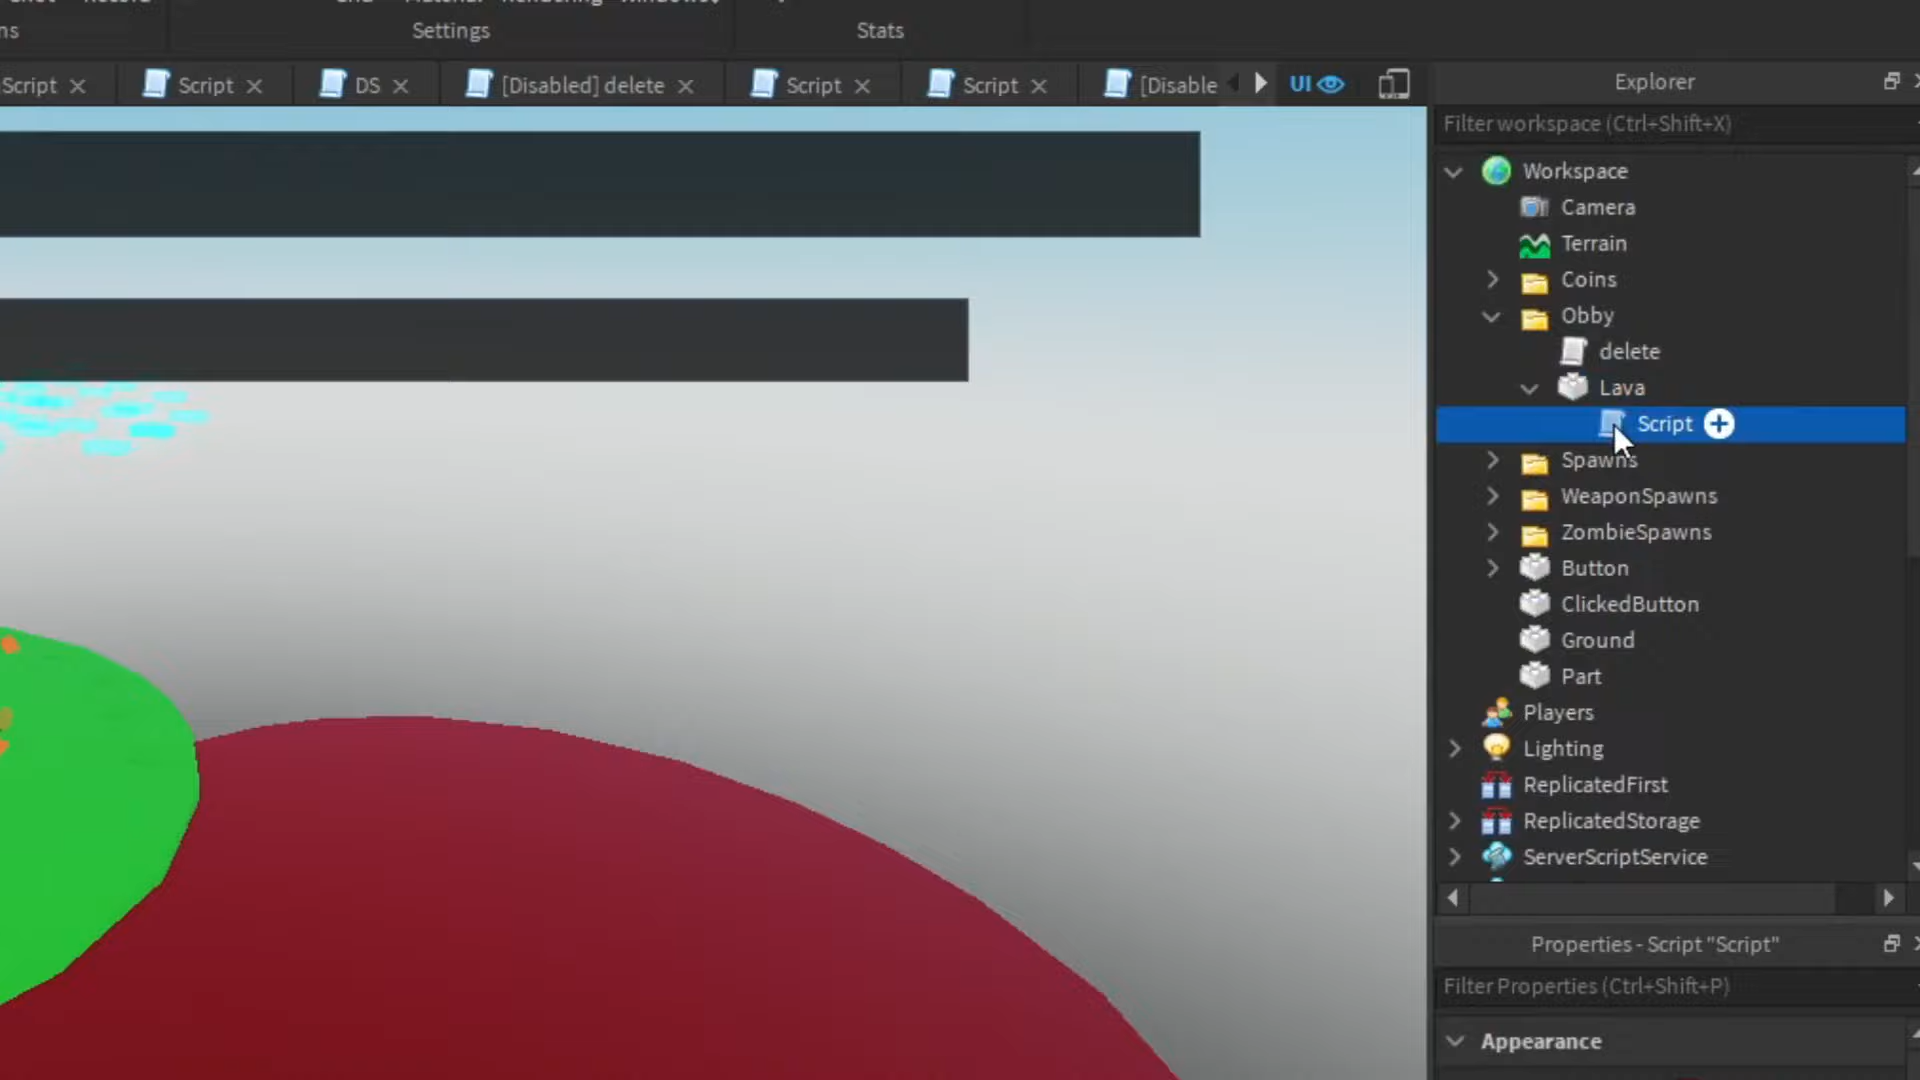 Settings
Stats
Script
Script
DS
[Disabled] delete
Script
Script
[Disable
UI
Explorer
Filter workspace (Ctrl+Shift+X)
Workspace
Camera
Terrain
Coins
Obby
delete
Lava
Script
Spawns
WeaponSpawns
ZombieSpawns
Button
ClickedButton
Ground
Part
Players
Lighting
ReplicatedFirst
ReplicatedStorage
ServerScriptService
Properties - Script "Script"
Filter Properties (Ctrl+Shift+P)
Appearance